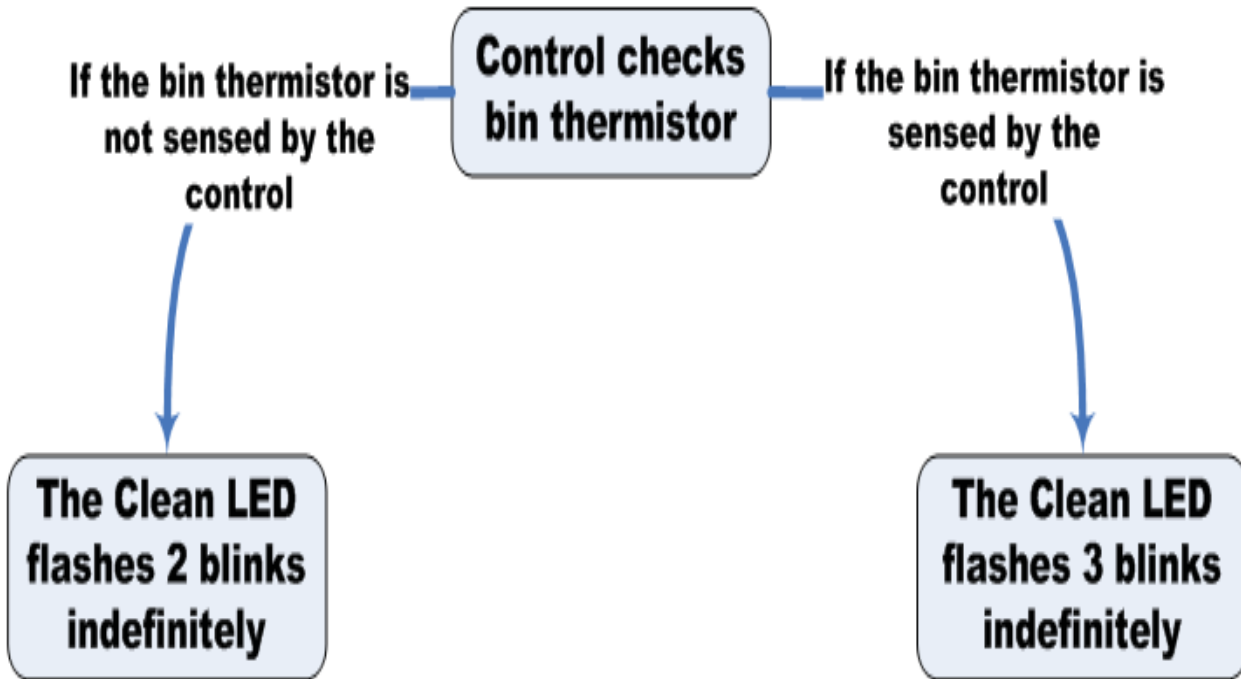 Control checks
bin thermistor
If the bin thermistor is
not sensed by the
control
If the bin thermistor is
sensed by the
control
The Clean LED
flashes 2 blinks
indefinitely
The Clean LED
flashes 3 blinks
indefinitely